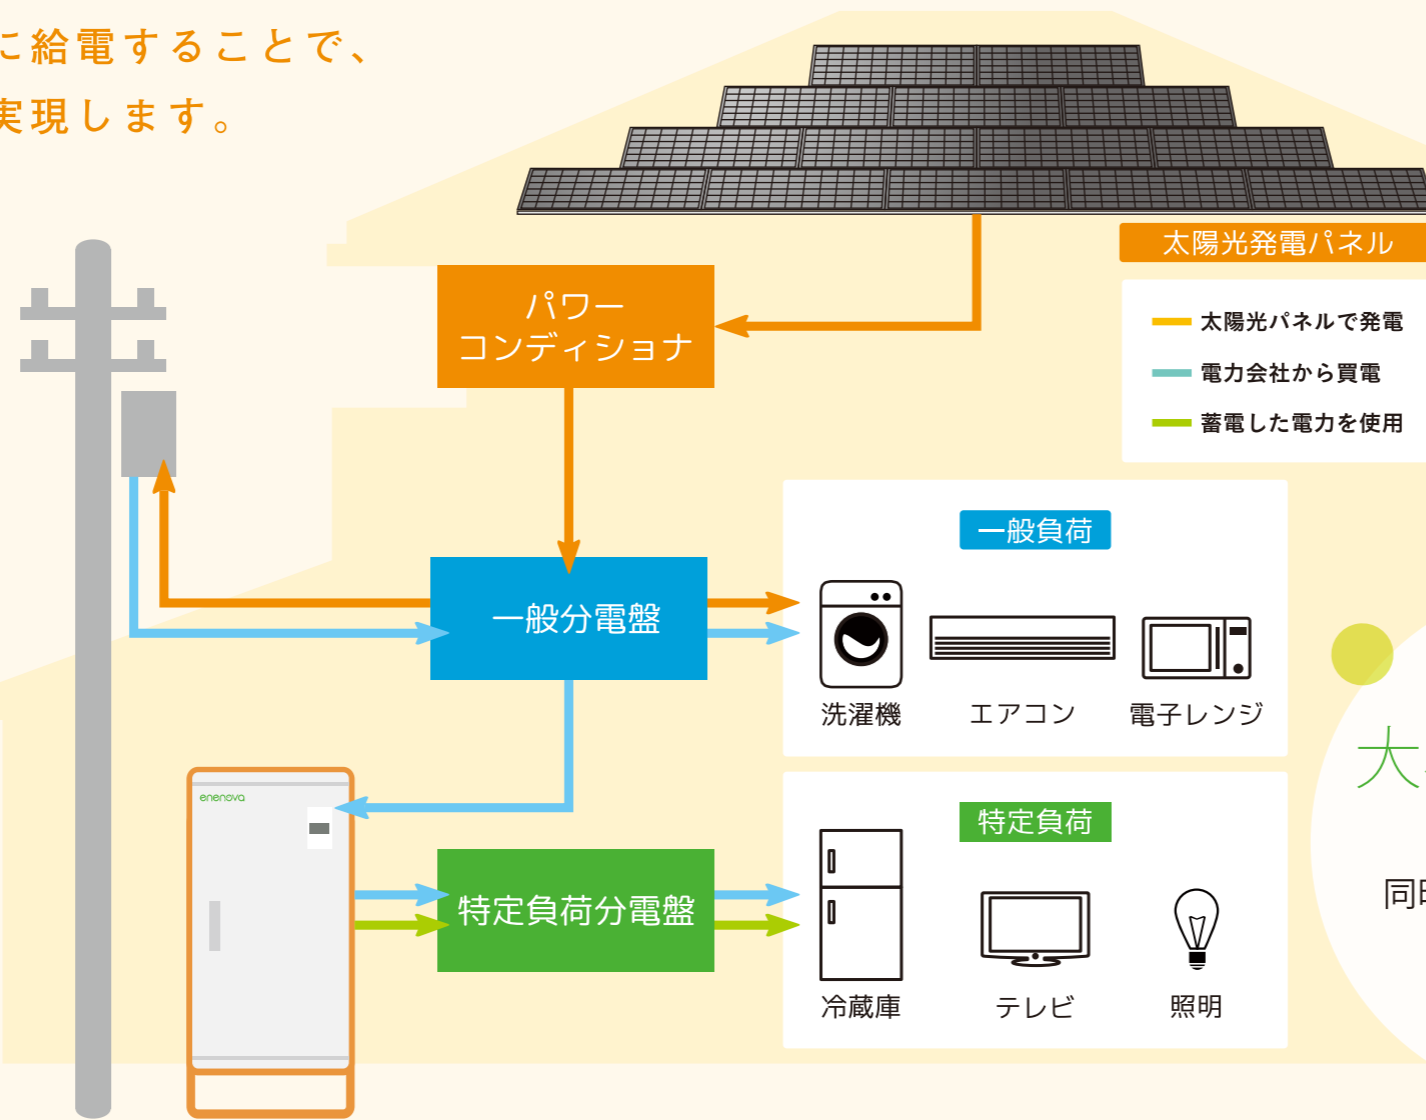 に給電することで、
実現します。
太陽光発電パネル
パワー
コンディショナ
太陽光パネルで発電
電力会社から買電
蓄電した電力を使用
一般負荷
一般分電盤
洗濯機
エアコン
電子レンジ
大
enenova
特定負荷
特定負荷分電盤
同時
冷蔵庫
テレビ
照明